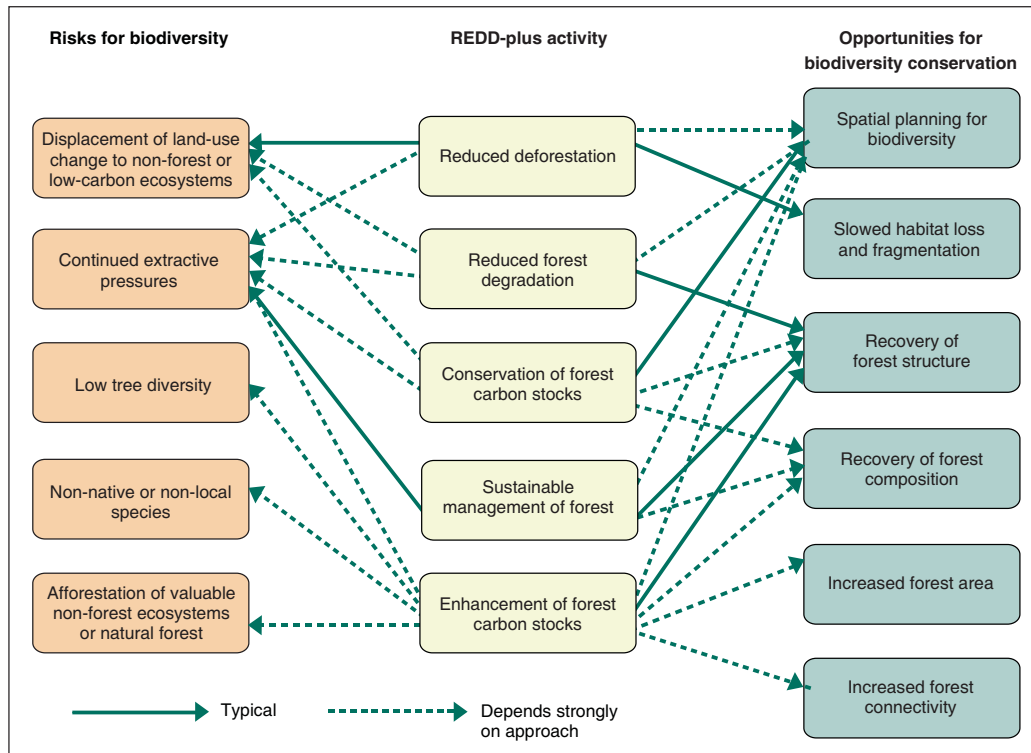 Risks for biodiversity
REDD-plus activity
Opportunities for
biodiversity conservation
Displacement of land-use
change to non-forest or
low-carbon ecosystems
Continued extractive
pressures
Low tree diversity
Non-native or non-local
species
Afforestation of valuable
non-forest ecosystems
or natural forest
Reduced deforestation
Reduced forest
degradation
Conservation of forest
carbon stocks
Sustainable
management of forest
Enhancement of forest
carbon stocks
Spatial planning for
biodiversity
Slowed habitat loss
and fragmentation
Recovery of
forest structure
Recovery of forest
composition
Increased forest area
Increased forest
connectivity
Typical
Depends strongly
on approach